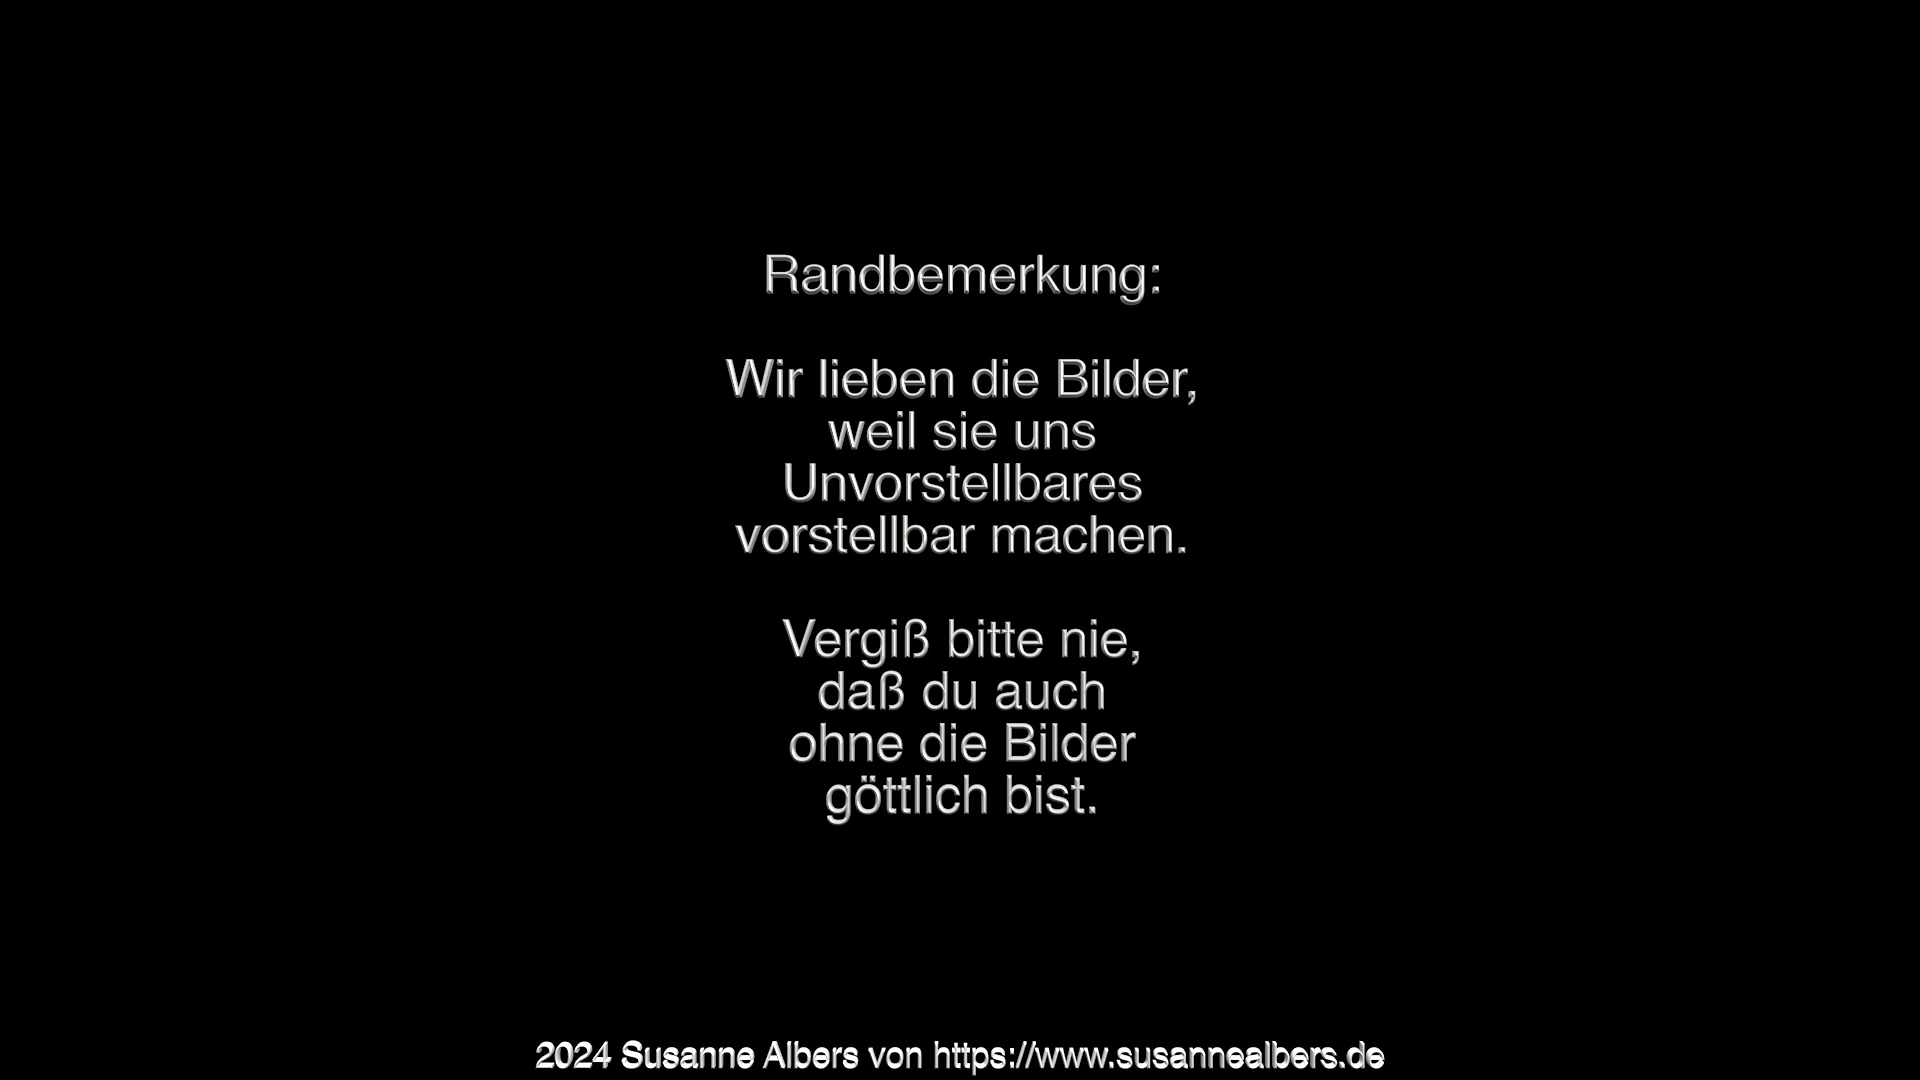 Randbemerkung:
Wir lieben die Bilder,
weil sie uns
Unvorstellbares
vorstellbar machen.
Vergiß bitte nie,
daß du auch
ohne die Bilder
göttlich bist.
2024 Susanne Albers von https://www.susannealbers.de